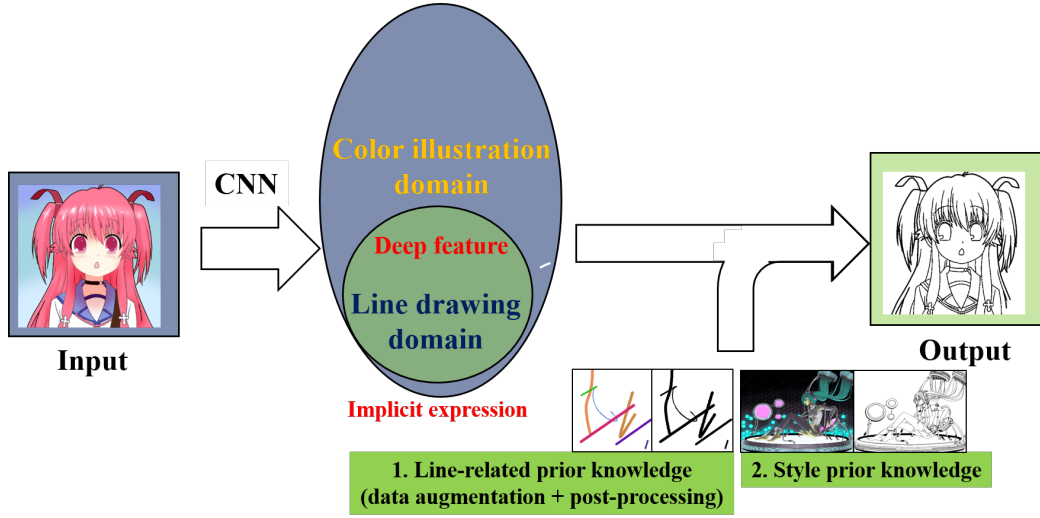 CNN
Color illustration
domain
Deep feature
Line drawing
domain
Input
Output
Implicit expression
1. Line-related prior knowledge
(data augmentation + post-processing)
2. Style prior knowledge